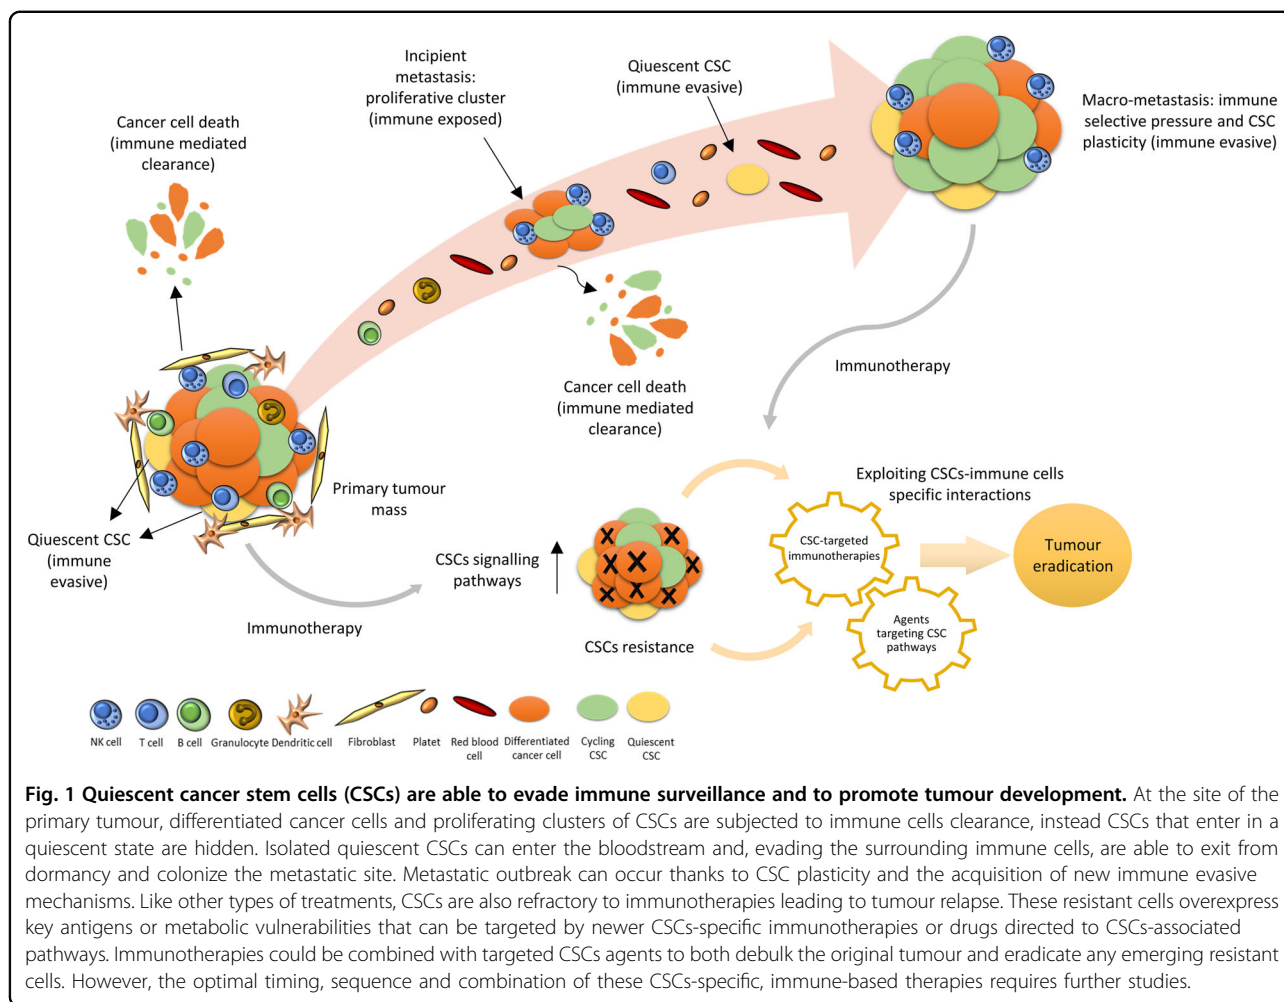 Incipient
metastasis:
proliferative cluster
(immune exposed)
Qiuescent CSC
(immune evasive)
Cancer cell death
(immune mediated
clearance)
Macro-metastasis: immune
selective pressure and CSC
plasticity (immune evasive)
Immunotherapy
Cancer cell death
(immune mediated
clearance)
Primary tumour
mass
Qiuescent CSC
(immune
evasive)
Immunotherapy
CSCs signalling
pathways
CSCs resistance
Exploiting CSCs-immune cells
specific interactions
CSC-targeted
immunotherapies
Agents
targeting CSC
pathways
Tumour
eradication
NK cell
T cell
B cell
Granulocyte
Dendritic cell
Fibroblast
Platet
Red blood
cell
Differentiated
cancer cell
Cycling
CSC
Quiescent
CSC
Fig. 1 Quiescent cancer stem cells (CSCs) are able to evade immune surveillance and to promote tumour development. At the site of the
primary tumour, differentiated cancer cells and proliferating clusters of CSCs are subjected to immune cells clearance, instead CSCs that enter in a
quiescent state are hidden. Isolated quiescent CSCs can enter the bloodstream and, evading the surrounding immune cells, are able to exit from
dormancy and colonize the metastatic site. Metastatic outbreak can occur thanks to CSC plasticity and the acquisition of new immune evasive
mechanisms. Like other types of treatments, CSCs are also refractory to immunotherapies leading to tumour relapse. These resistant cells overexpress
key antigens or metabolic vulnerabilities that can be targeted by newer CSCs-specific immunotherapies or drugs directed to CSCs-associated
pathways. Immunotherapies could be combined with targeted CSCs agents to both debulk the original tumour and eradicate any emerging resistant
cells. However, the optimal timing, sequence and combination of these CSCs-specific, immune-based therapies requires further studies.